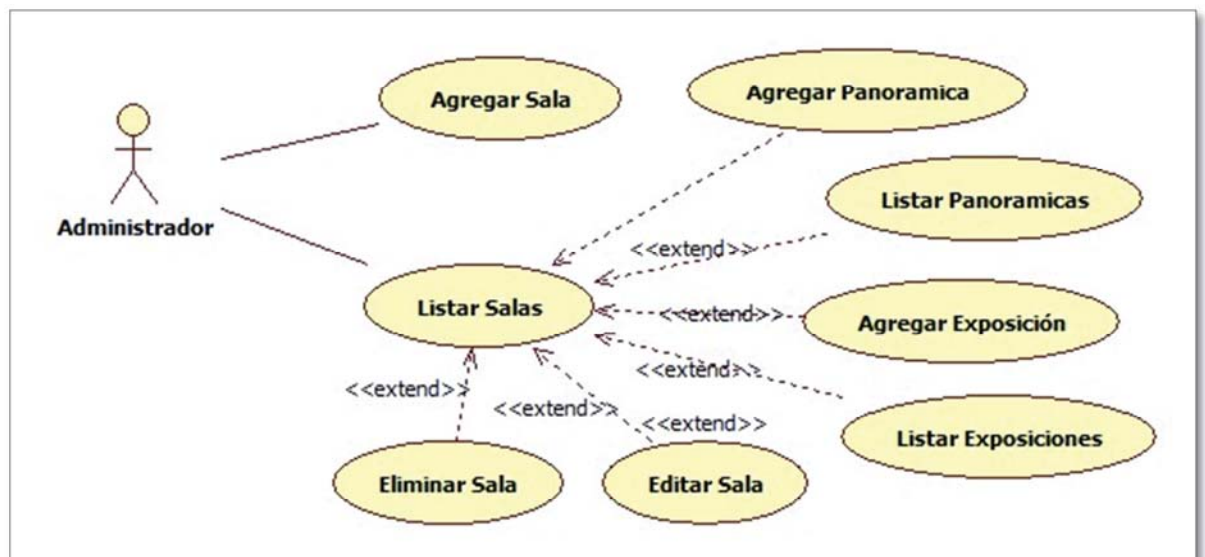 Agregar Sala
Agregar Panoramica
Administrador
Listar Panoramicas
<<extend>>
Listar Salas
<<extend>>
Agregar Exposición
<<extend>>
<<extend>>
<<extend>>
<<extend>>
Listar Exposiciones
Eliminar Sala
Editar Sala